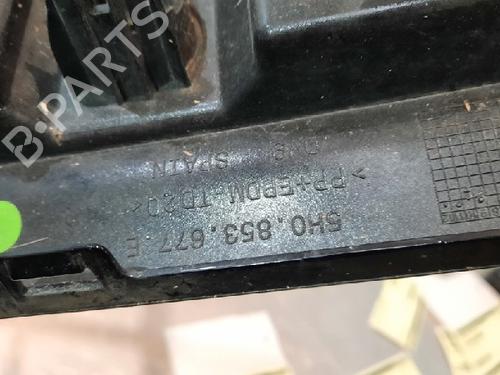 B-PARTS
SPAIN
>PP+EPDM-TD20<
5H0.853.677.E